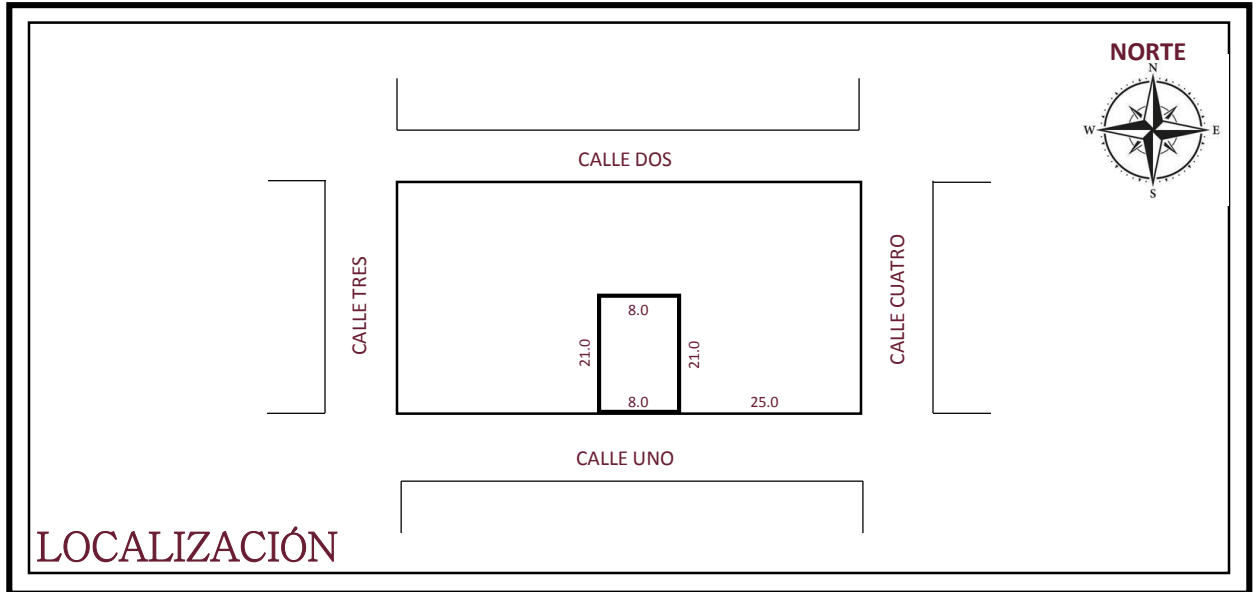 NORTE
N
W
E
S
CALLE DOS
CALLE TRES
CALLE CUATRO
8.0
21.0
21.0
8.0
25.0
CALLE UNO
LOCALIZACIÓN